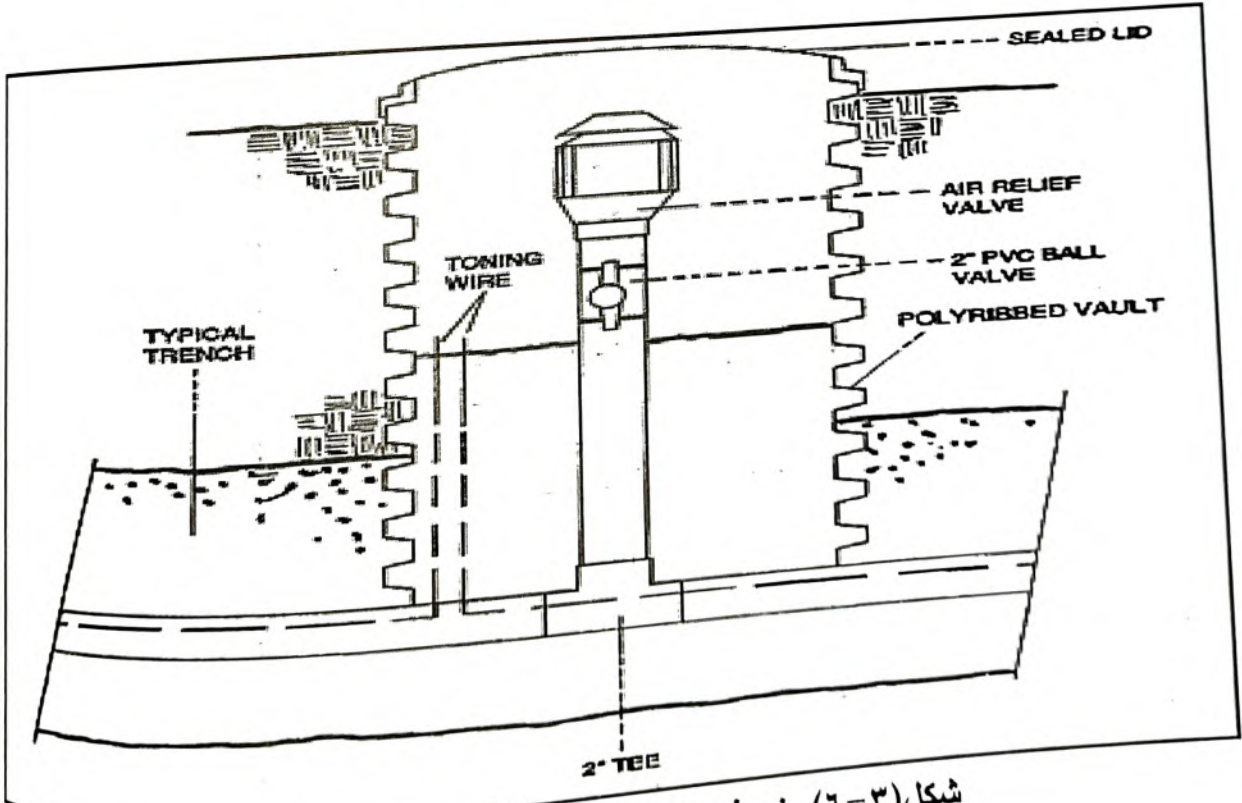 SEALED LID
AIR RELIEF
VALVE
TONING
WIRE
2" PVC BALL
VALVE
POLYRIBBED VAULT
TYPICAL
TRENCH
2" TEE
شكل (٣ – ٦)